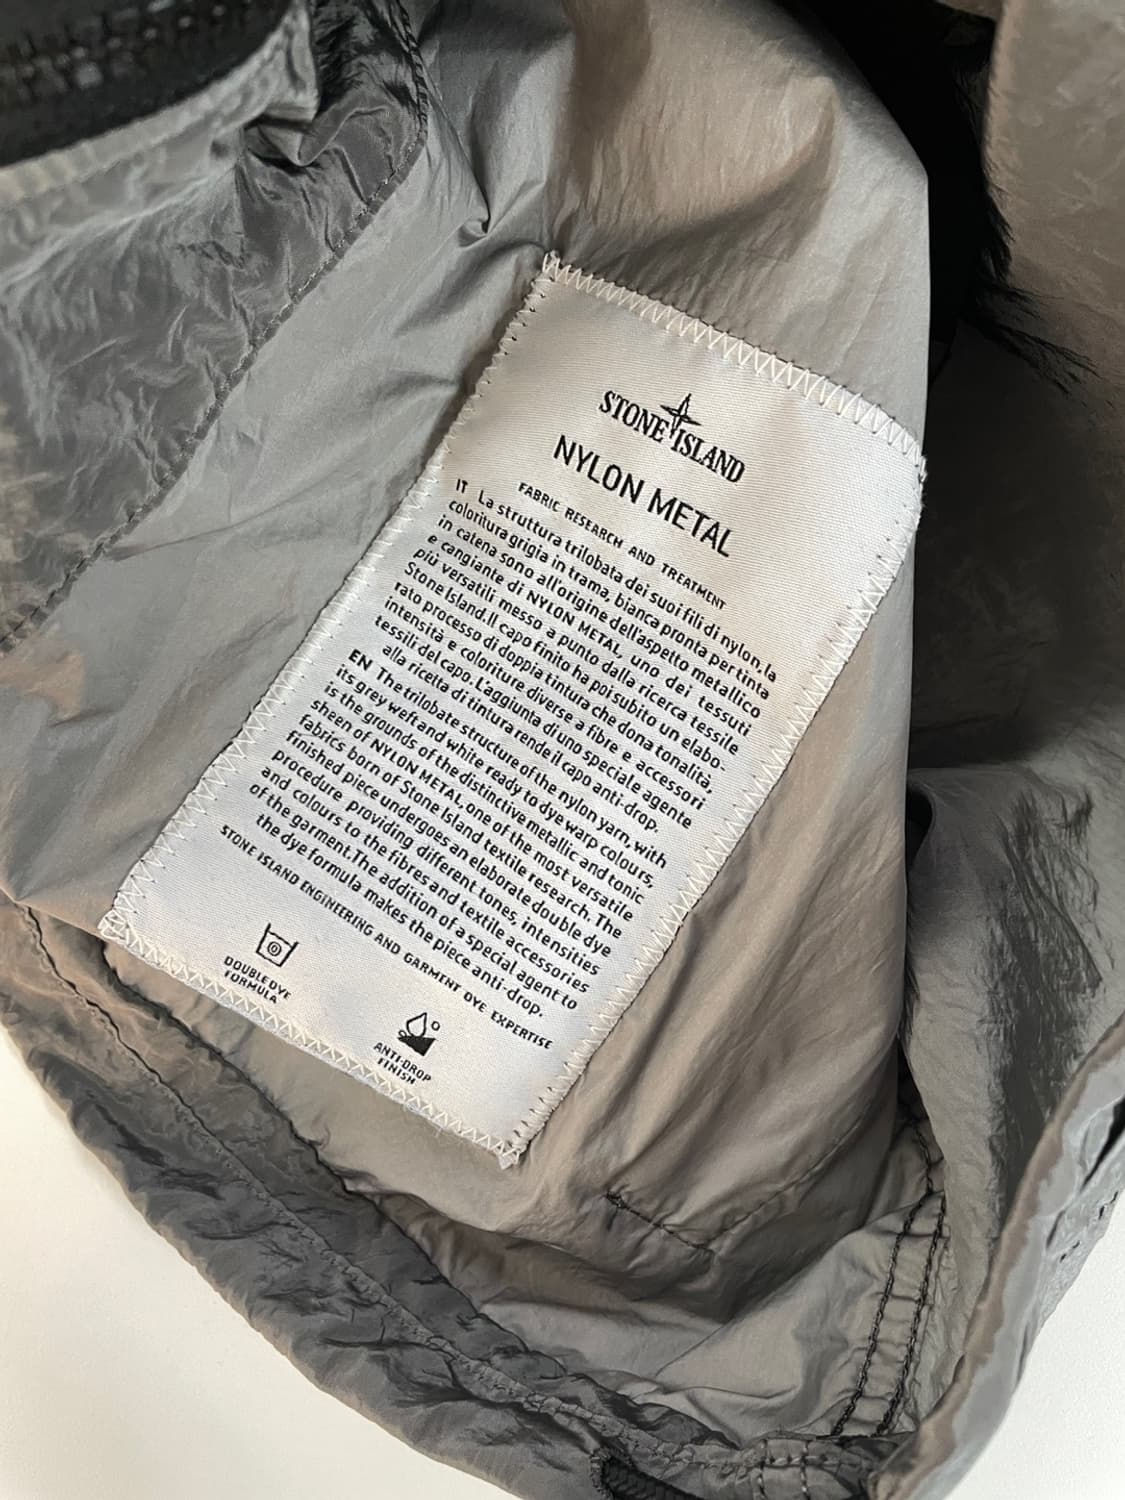 STONE ISLAND
NYLON METAL
FABRIC RESEARCH AND TREATMENT
IT La struttura trilobata dei suoi fili di nylon, la
coloritura grigia in trama, bianca pronta per tinta
in catena sono all'origine dell'aspetto metallico
e cangiante di NYLON METAL, uno dei tessuti
più versatili messo a punto dalla ricerca tessile
Stone Island. Il capo finito ha poi subito un elabo-
rato processo di doppia tintura che dona tonalità,
intensità e coloriture diverse a fibre e accessori
tessili del capo. L'aggiunta di uno speciale agente
alla ricetta di tintura rende il capo anti-drop.
EN The trilobate structure of the nylon yarn, with
its grey weft and white ready to dye warp colours,
is the grounds of the distinctive metallic and tonic
sheen of NYLON METAL, one of the most versatile
fabrics born of Stone Island textile research. The
finished piece undergoes an elaborate double dye
procedure providing different tones, intensities
and colours to the fibres and textile accessories
of the garment. The addition of a special agent to
the dye formula makes the piece anti-drop.
STONE ISLAND ENGINEERING AND GARMENT DYE EXPERTISE
DOUBLE DYE
FORMULA
ANTI-DROP
FINISH